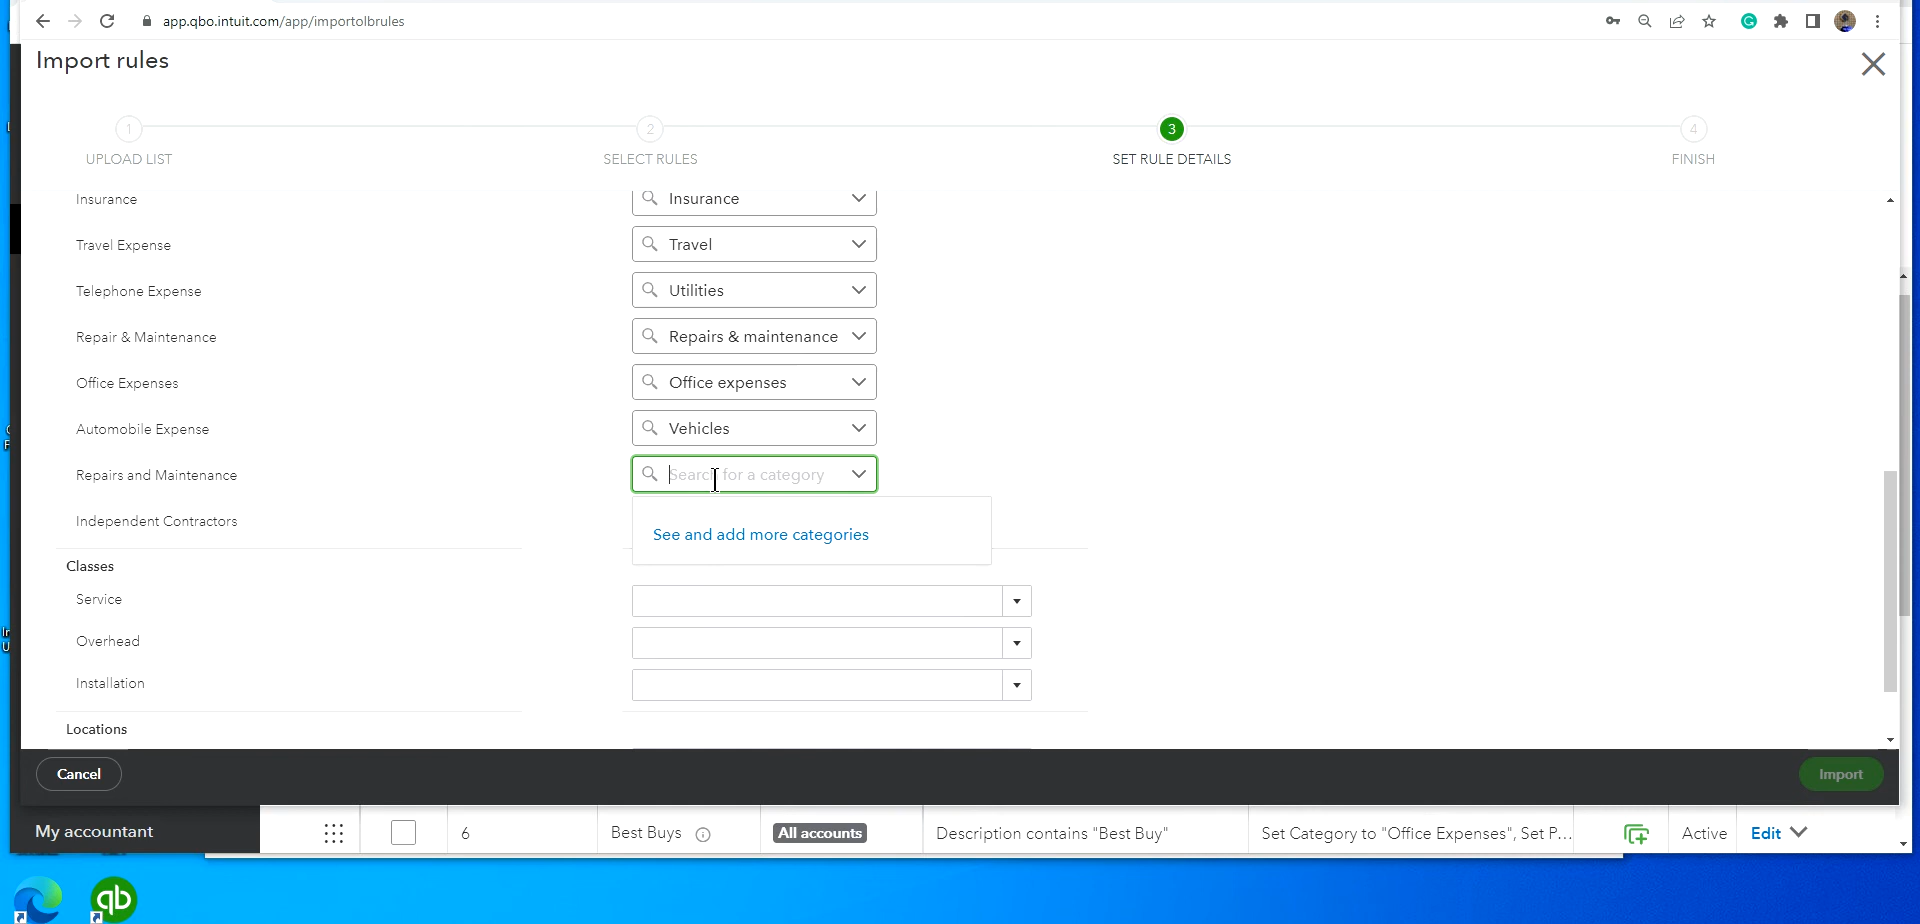 app.qbo.intuit.com/app/importolbrules
Import rules
1
2
3
4
UPLOAD LIST
SELECT RULES
SET RULE DETAILS
FINISH
Insurance
Insurance
Travel Expense
Travel
Telephone Expense
Utilities
Repair & Maintenance
Repairs & maintenance
Office Expenses
Office expenses
Automobile Expense
Vehicles
Repairs and Maintenance
Search for a category
Independent Contractors
See and add more categories
Classes
Service
Overhead
Installation
Locations
Cancel
Import
My accountant
6
Best Buys
All accounts
Description contains "Best Buy"
Set Category to "Office Expenses", Set P...
Active
Edit
qb